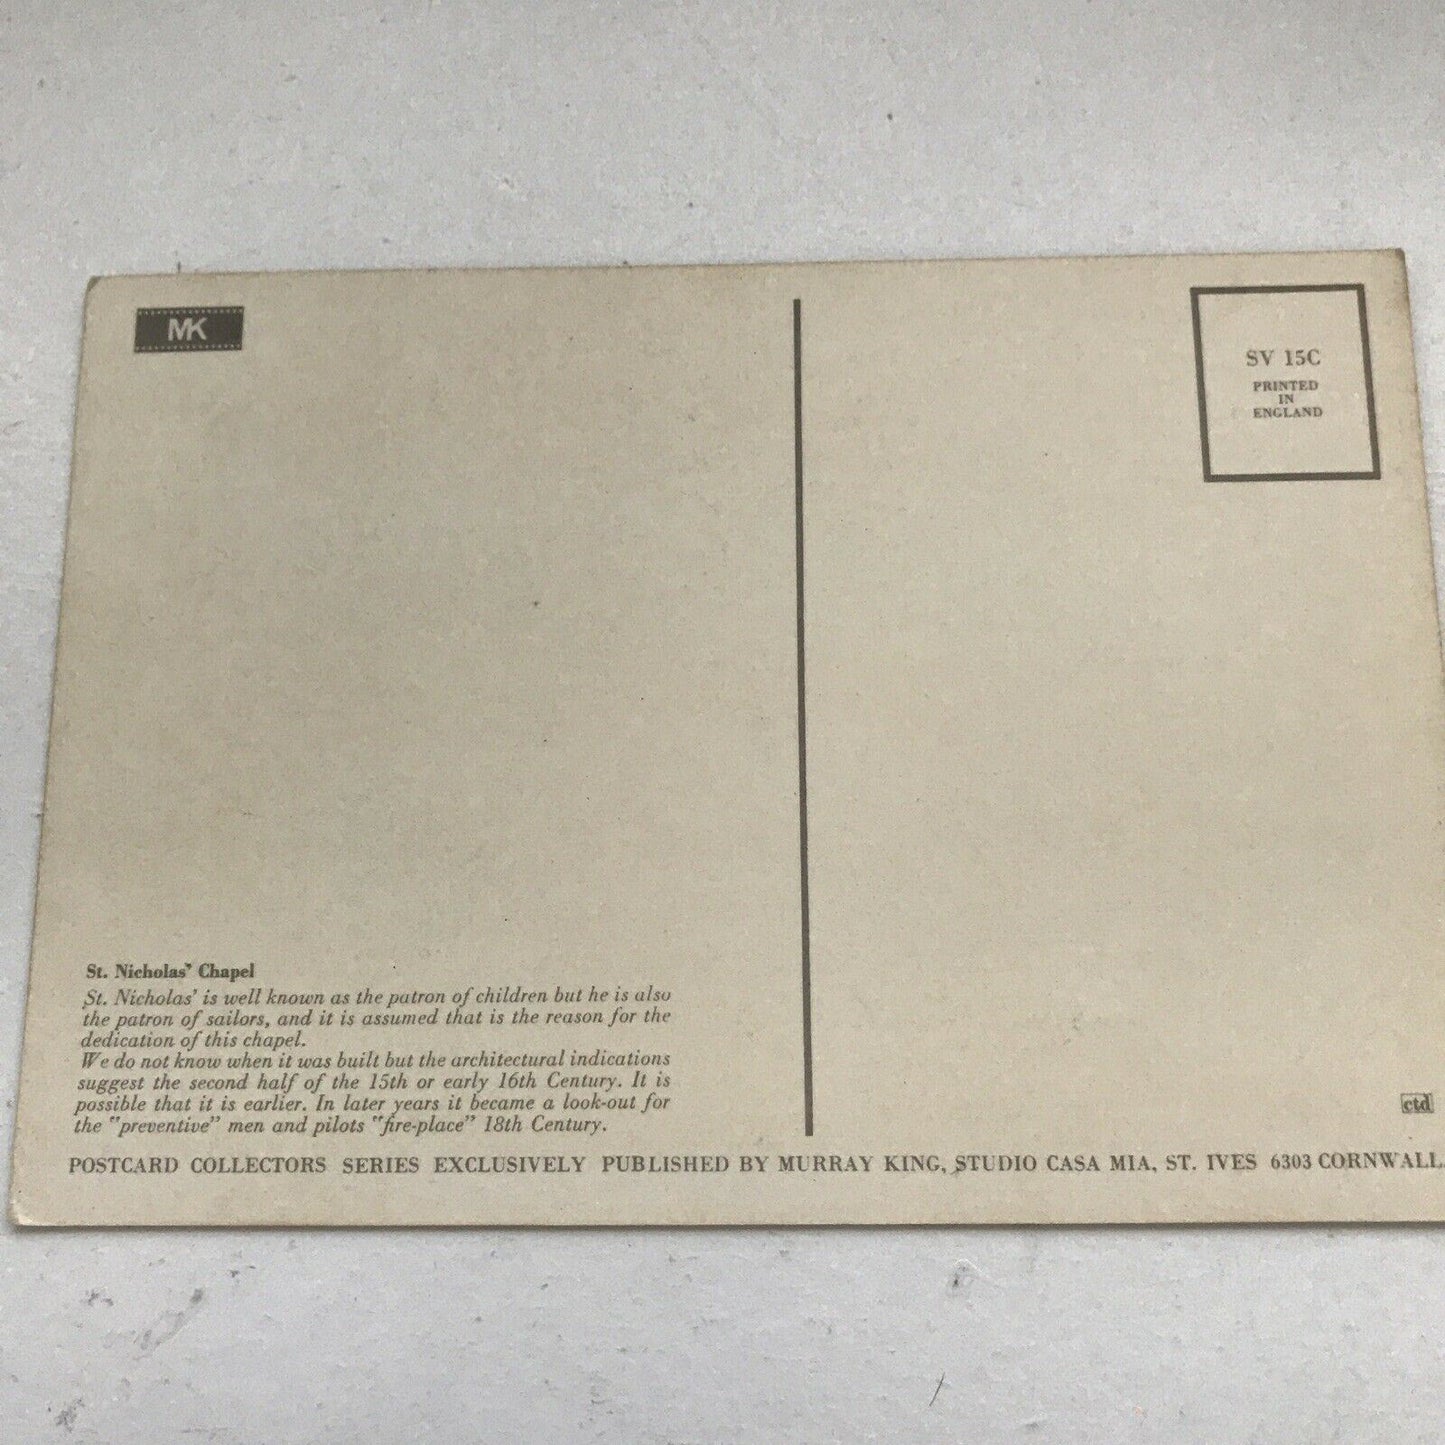 MK
SV 15C
PRINTED
IN
ENGLAND
St. Nicholas' Chapel
St. Nicholas' is well known as the patron of children but he is also
the patron of sailors, and it is assumed that is the reason for the
dedication of this chapel.
We do not know when it was built but the architectural indications
suggest the second half of the 15th or early 16th Century. It is
possible that it is earlier. In later years it became a look-out for
the "preventive" men and pilots "fire-place" 18th Century.
ctd
POSTCARD COLLECTORS SERIES EXCLUSIVELY PUBLISHED BY MURRAY KING, STUDIO CASA MIA, ST. IVES 6303 CORNWALL.